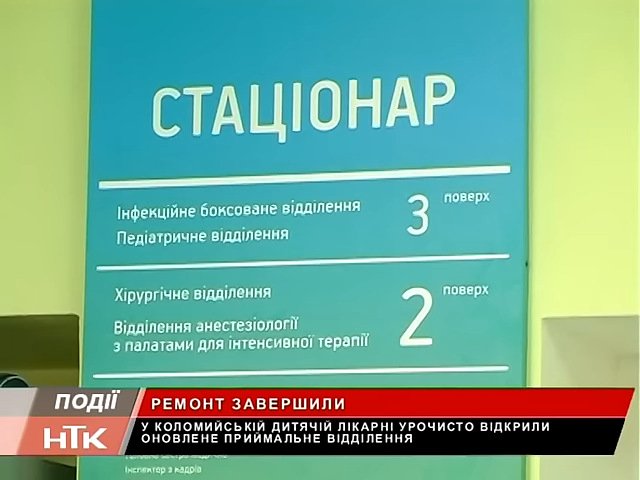 СТАЦІОНАР
Інфекційне боксоване відділення
Педіатричне відділення
3 поверх
Хірургічне відділення
Відділення анестезіології
з палатами для інтенсивної терапії
2 поверх
ПОДІЇ
НТК
РЕМОНТ ЗАВЕРШИЛИ
У КОЛОМИЙСЬКІЙ ДИТЯЧІЙ ЛІКАРНІ УРОЧИСТО ВІДКРИЛИ
ОНОВЛЕНЕ ПРИЙМАЛЬНЕ ВІДДІЛЕННЯ
Інспектор з кадрів